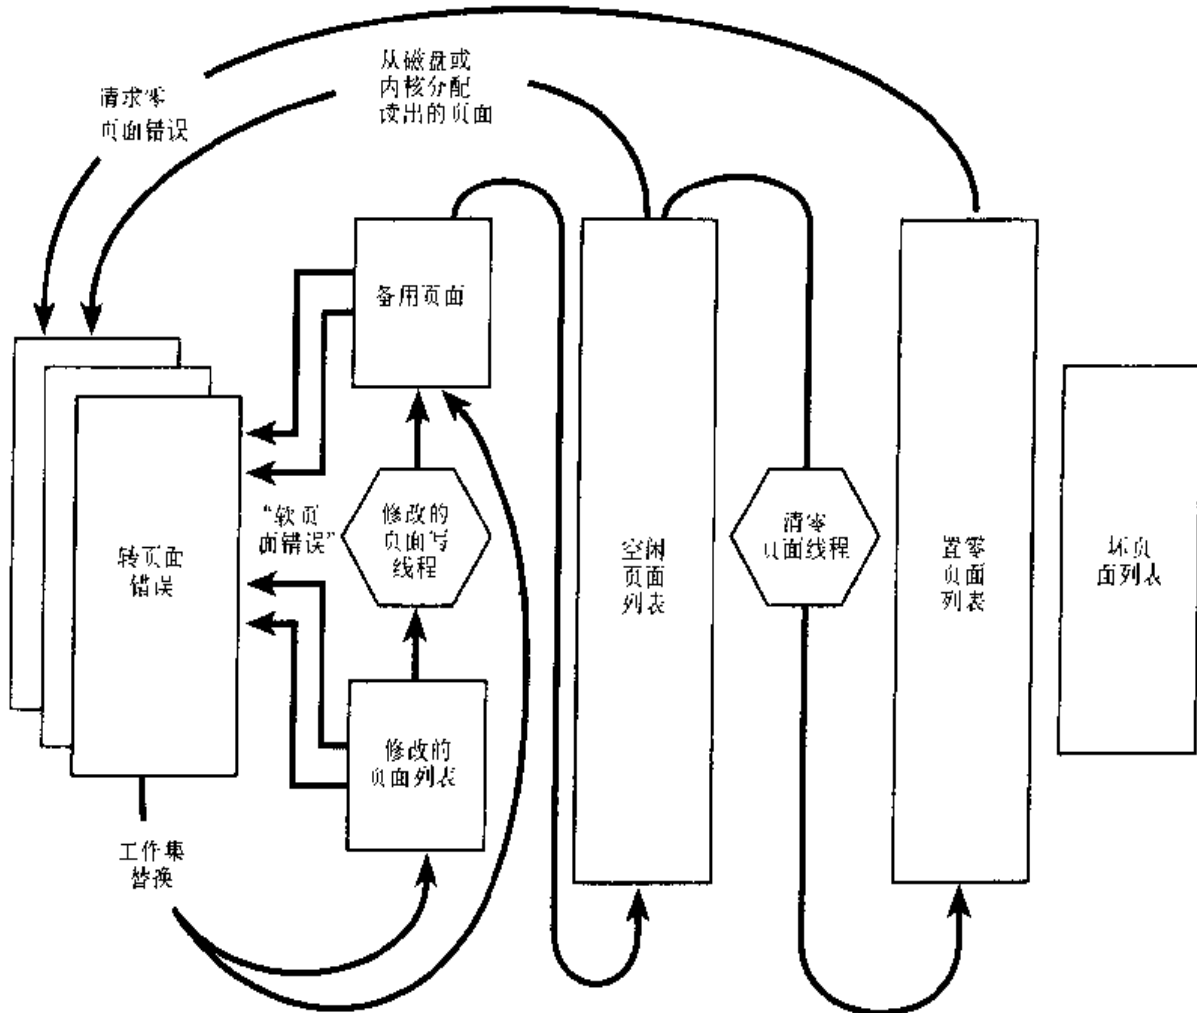 从磁盘或
内核分配
读出的页面
请求零
页面错误
备用页面
“软页
面错误”
修改的
页面写
线程
清零
页面线程
转页面
错误
空闲
页面
列表
置零
页面
列表
坏页
面列表
修改的
页面列表
工作集
替换